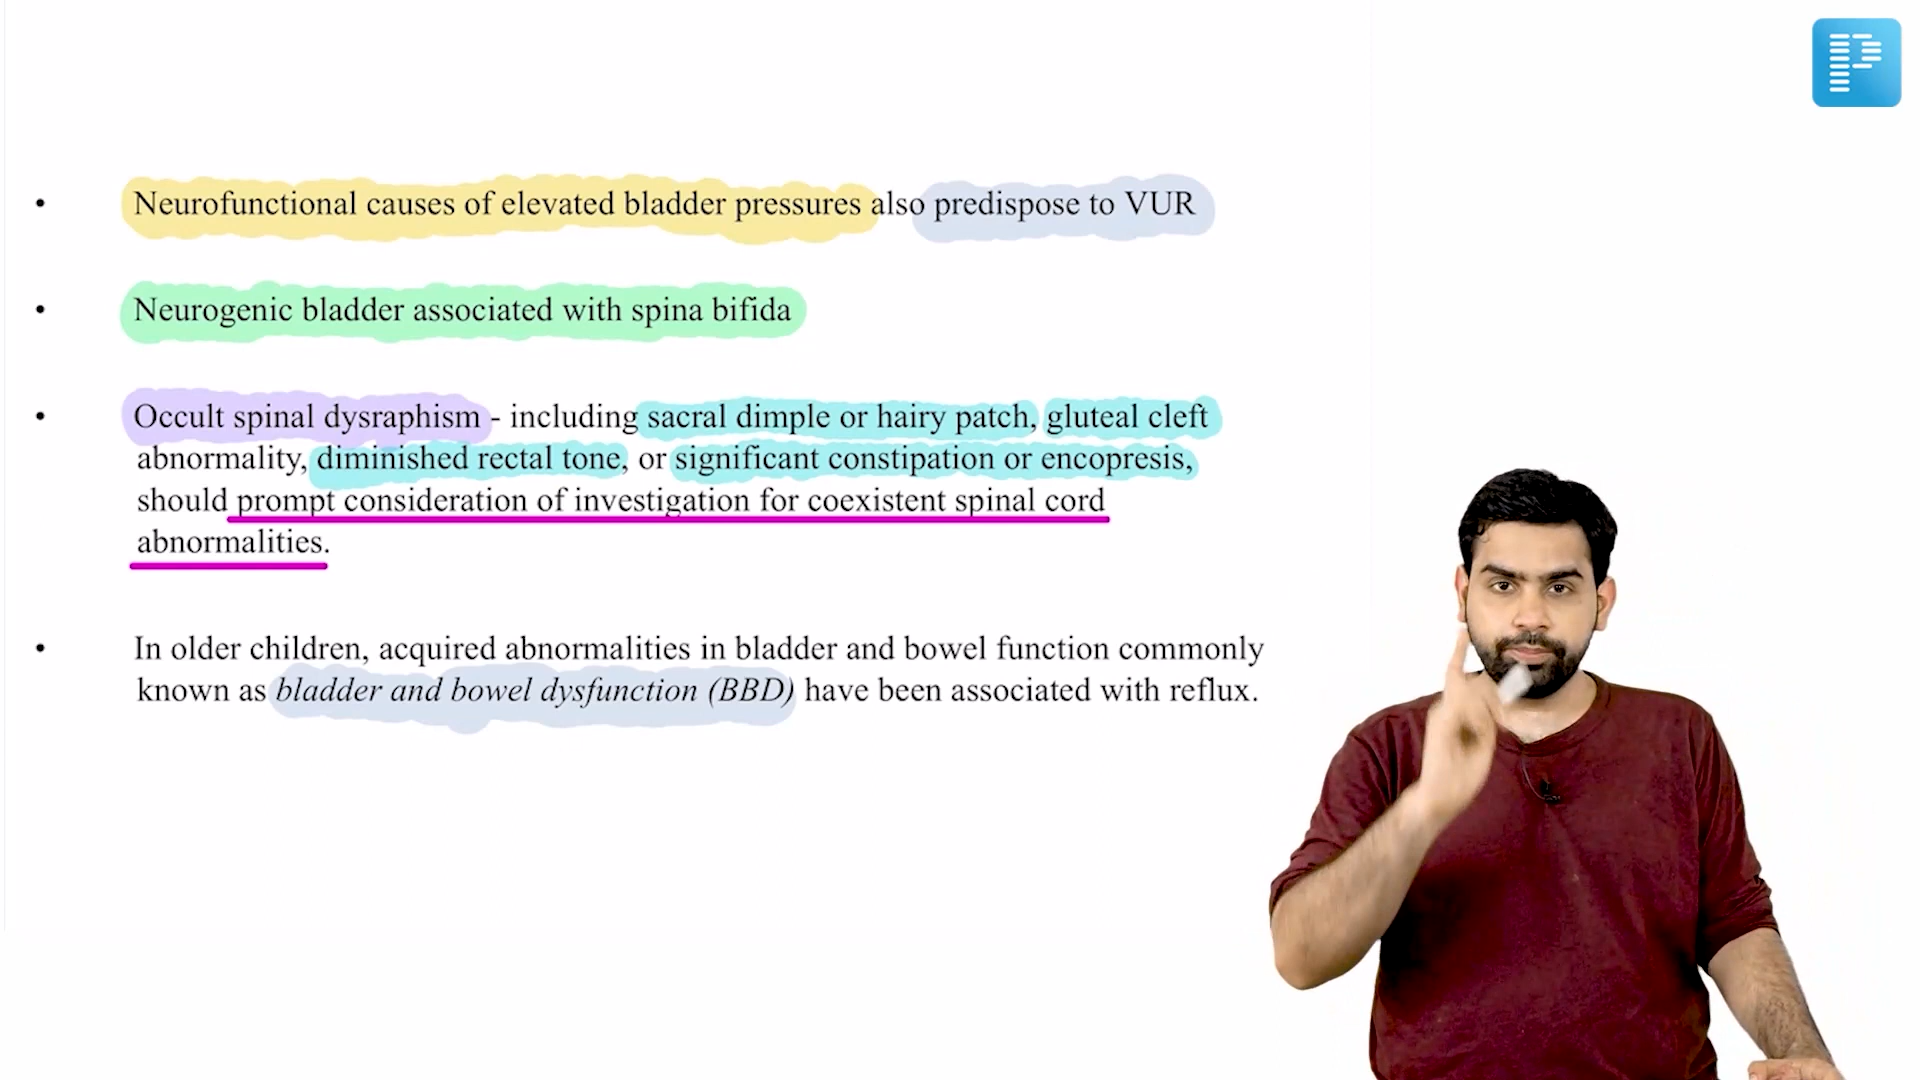 • Neurofunctional causes of elevated bladder pressures also predispose to VUR
• Neurogenic bladder associated with spina bifida
• Occult spinal dysraphism - including sacral dimple or hairy patch, gluteal cleft
abnormality, diminished rectal tone, or significant constipation or encopresis,
should prompt consideration of investigation for coexistent spinal cord
abnormalities.
• In older children, acquired abnormalities in bladder and bowel function commonly
known as bladder and bowel dysfunction (BBD) have been associated with reflux.